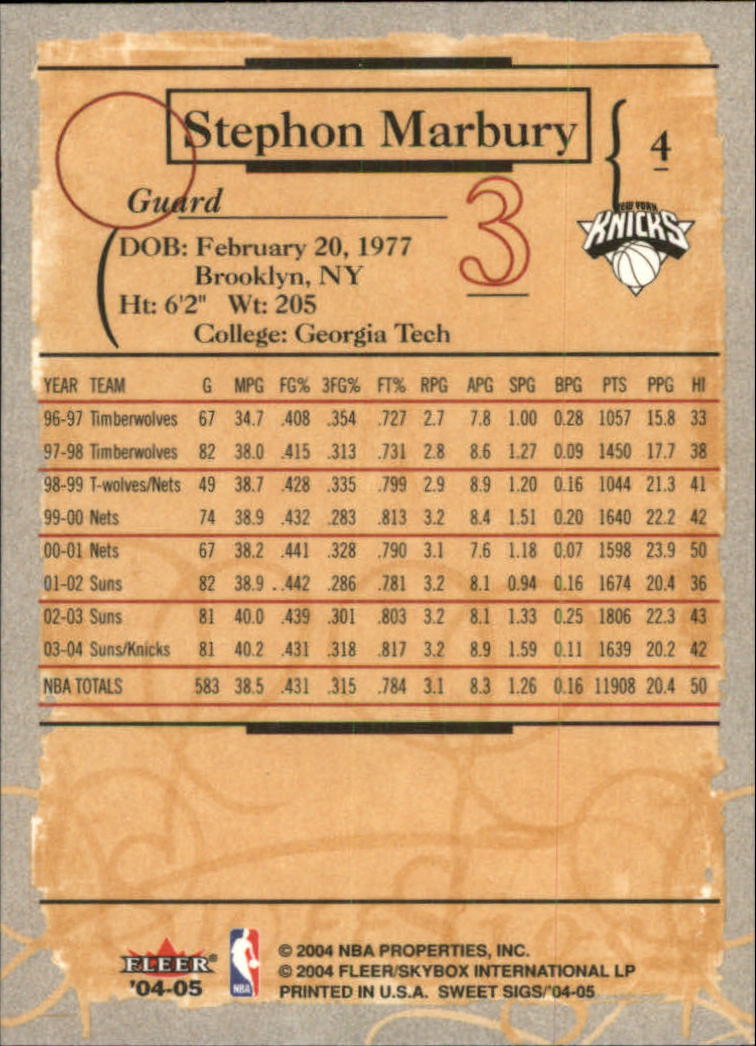 Stephon Marbury
4
Guard
3
NEW YORK
KNICKS
DOB: February 20, 1977
Brooklyn, NY
Ht: 6'2" Wt: 205
College: Georgia Tech
YEAR TEAM G MPG FG% 3FG% FT% RPG APG SPG BPG PTS PPG HI
96-97 Timberwolves 67 34.7 .408 .354 .727 2.7 7.8 1.00 0.28 1057 15.8 33
97-98 Timberwolves 82 38.0 .415 .313 .731 2.8 8.6 1.27 0.09 1450 17.7 38
98-99 T-wolves/Nets 49 38.7 .428 .335 .799 2.9 8.9 1.20 0.16 1044 21.3 41
99-00 Nets 74 38.9 .432 .283 .813 3.2 8.4 1.51 0.20 1640 22.2 42
00-01 Nets 67 38.2 .441 .328 .790 3.1 7.6 1.18 0.07 1598 23.9 50
01-02 Suns 82 38.9 .442 .286 .781 3.2 8.1 0.94 0.16 1674 20.4 36
02-03 Suns 81 40.0 .439 .301 .803 3.2 8.1 1.33 0.25 1806 22.3 43
03-04 Suns/Knicks 81 40.2 .431 .318 .817 3.2 8.9 1.59 0.11 1639 20.2 42
NBA TOTALS 583 38.5 .431 .315 .784 3.1 8.3 1.26 0.16 11908 20.4 50
FLEER®
'04-05
NBA
© 2004 NBA PROPERTIES, INC.
© 2004 FLEER/SKYBOX INTERNATIONAL LP
PRINTED IN U.S.A. SWEET SIGS/'04-05